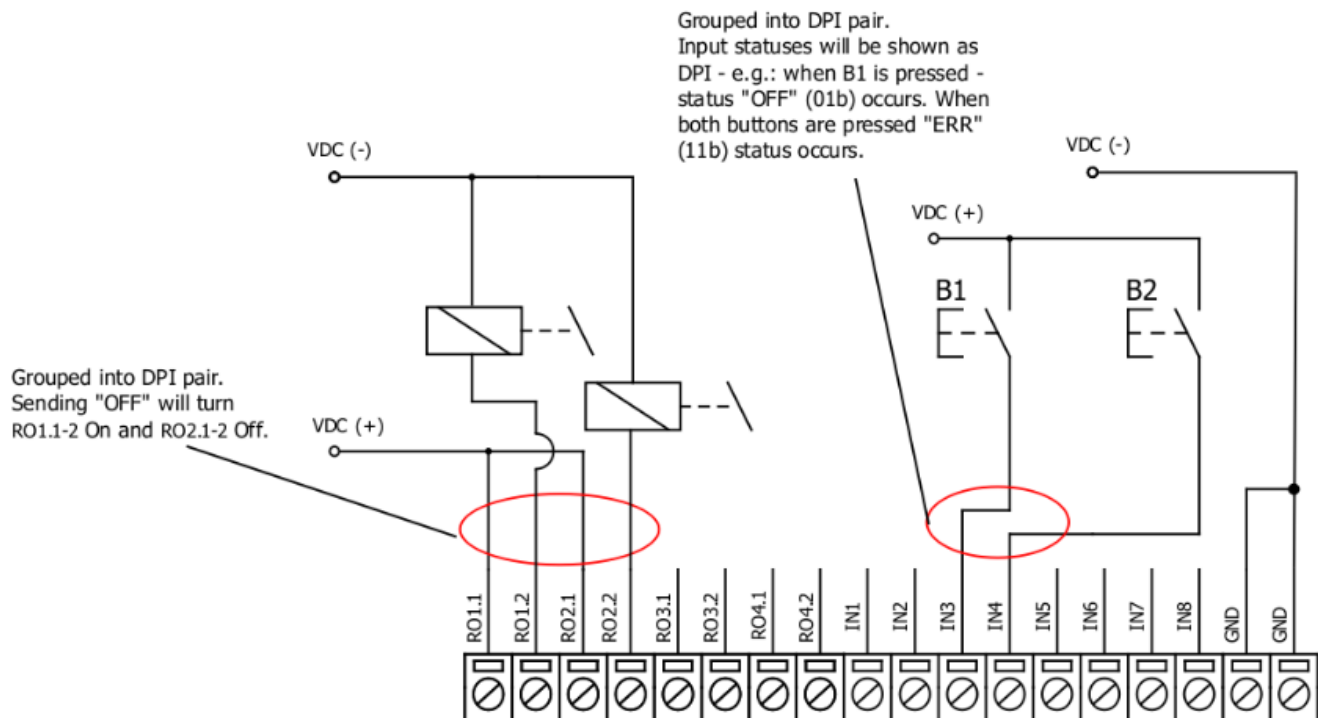 Grouped into DPI pair.
Input statuses will be shown as
DPI - e.g.: when B1 is pressed -
status "OFF" (01b) occurs. When
both buttons are pressed "ERR"
(11b) status occurs.
VDC (-)
VDC (-)
VDC (+)
B1
B2
Grouped into DPI pair.
Sending "OFF" will turn
RO1.1-2 On and RO2.1-2 Off.
VDC (+)
RO1.1
RO1.2
RO2.1
RO2.2
RO3.1
RO3.2
RO4.1
RO4.2
IN1
IN2
IN3
IN4
IN5
IN6
IN7
IN8
GND
GND